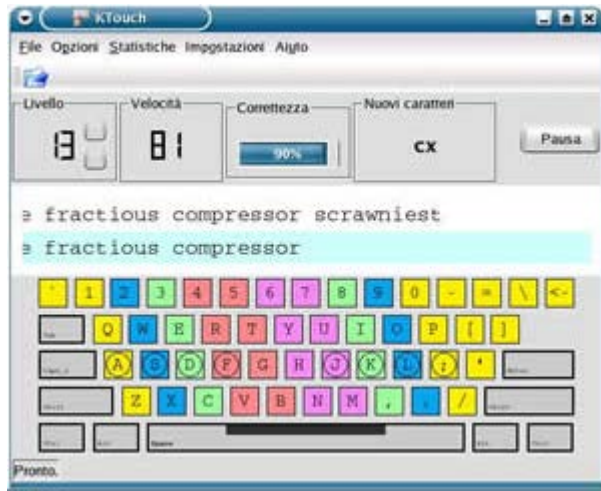 KTouch
File Opzioni Statistiche Impostazioni Aiuto
Livello Velocità Correttezza Nuovi caratteri
13 81 90% cx Pausa
e fractious compressor scrawniest
e fractious compressor
` 1 2 3 4 5 6 7 8 9 0 - = \ <-
Q W E R T Y U I O P [ ]
A S D F G H J K L ; '
Z X C V B N M , . /
Pronto.